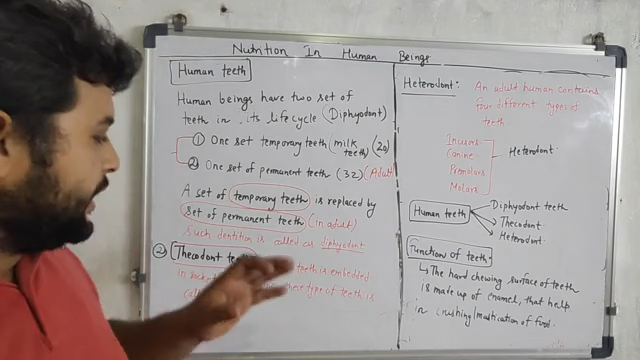 Nutrition In Human Beings
Human teeth
Human beings have two set of
teeth in its life cycle (Diphyodont)
① One set temporary teeth (milk teeth) (20)
② One set of permanent teeth (32) (Adult
A set of temporary teeth is replaced by
set of permanent teeth (in adult)
such dentition is called as diphyodont
② Thecodont
teeth is embedded
in
these type of teeth is
Heterodont:
An adult human contains
four different types of
teeth
Incisors
Canine
Premolars
Molars
Heterodont
Human teeth
Diphyodont teeth
Thecodont
Heterodont
Function of teeth:
The hard chewing surface of teeth
is made up of enamel, that help
in crushing/mastication of food.